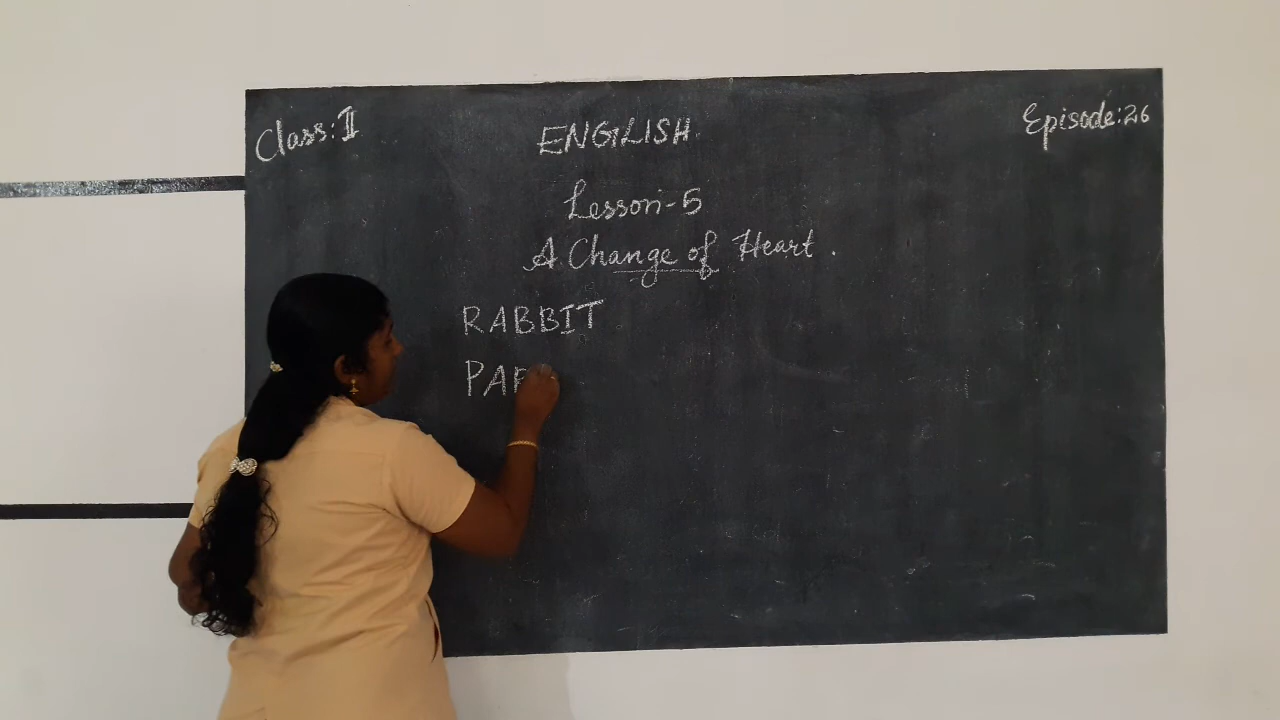 Class: II
ENGLISH
Episode: 26
Lesson-5
A Change of Heart.
RABBIT